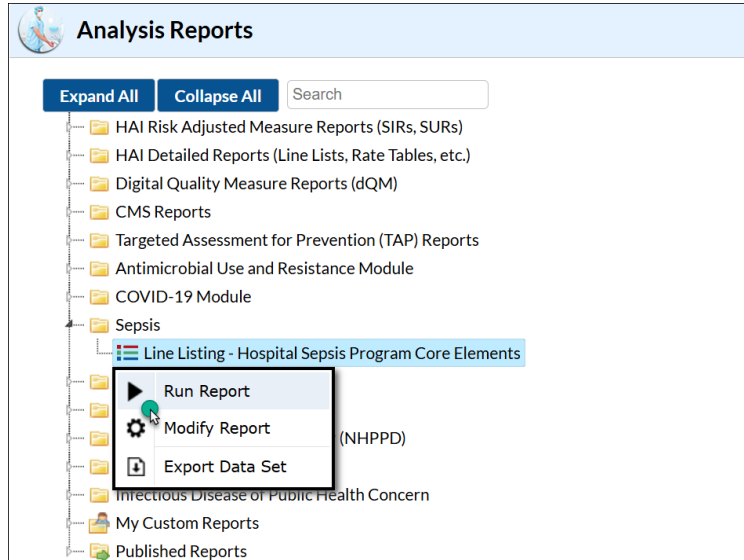 Analysis Reports
Expand All
Collapse All
Search
HAI Risk Adjusted Measure Reports (SIRs, SURs)
HAI Detailed Reports (Line Lists, Rate Tables, etc.)
Digital Quality Measure Reports (dQM)
CMS Reports
Targeted Assessment for Prevention (TAP) Reports
Antimicrobial Use and Resistance Module
COVID-19 Module
Sepsis
Line Listing - Hospital Sepsis Program Core Elements
Run Report
Modify Report
(NHPPD)
Export Data Set
Infectious Disease of Public Health Concern
My Custom Reports
Published Reports